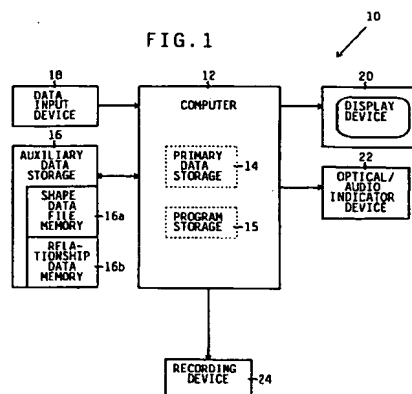 10
FIG.1
18
DATA
INPUT
DEVICE
12
COMPUTER
20
DISPLAY
DEVICE
16
AUXILIARY DATA
STORAGE
SHAPE
DATA
FILE
MEMORY
16a
RELA-
TIONSHIP
DATA
MEMORY
16b
PRIMARY
DATA
STORAGE
14
PROGRAM
STORAGE
15
22
OPTICAL/
AUDIO
INDICATOR
DEVICE
RECORDING
DEVICE
24